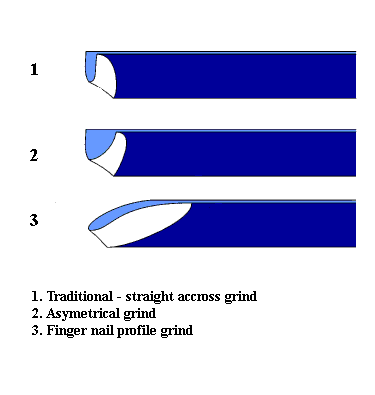 1
2
3
1. Traditional - straight accross grind
2. Asymetrical grind
3. Finger nail profile grind